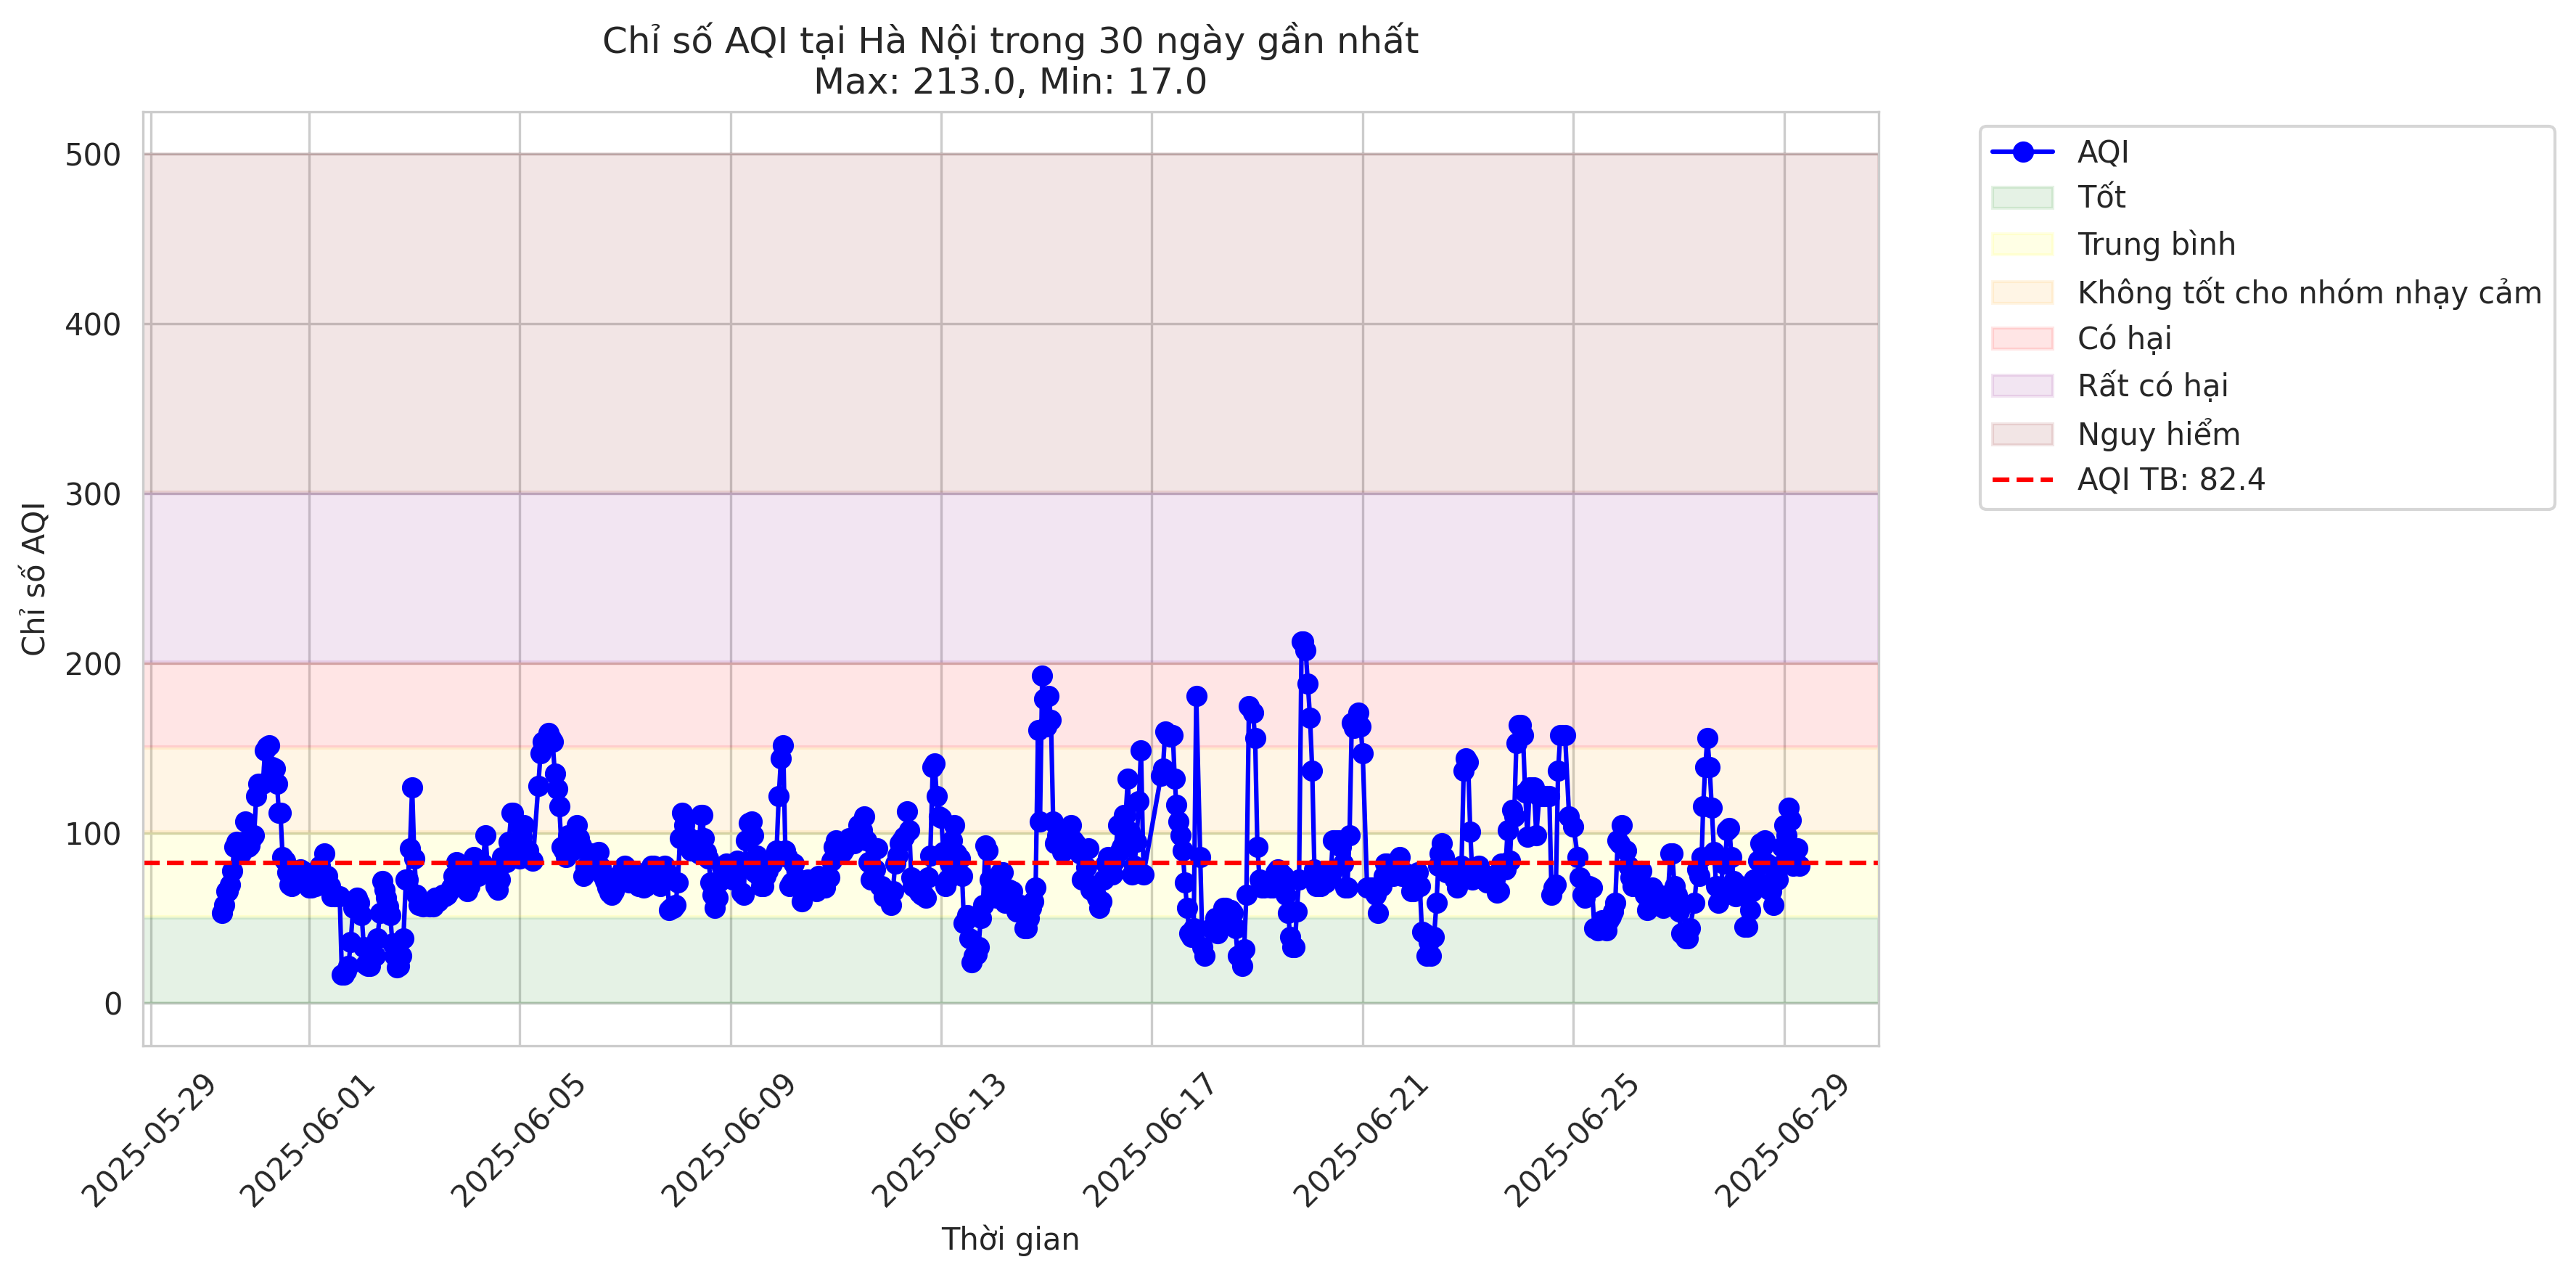 Chỉ số AQI tại Hà Nội trong 30 ngày gần nhất
Max: 213.0, Min: 17.0
Chỉ số AQI
500
400
300
200
100
0
2025-05-29
2025-06-01
2025-06-05
2025-06-09
2025-06-13
2025-06-17
2025-06-21
2025-06-25
2025-06-29
Thời gian
AQI
Tốt
Trung bình
Không tốt cho nhóm nhạy cảm
Có hại
Rất có hại
Nguy hiểm
AQI TB: 82.4